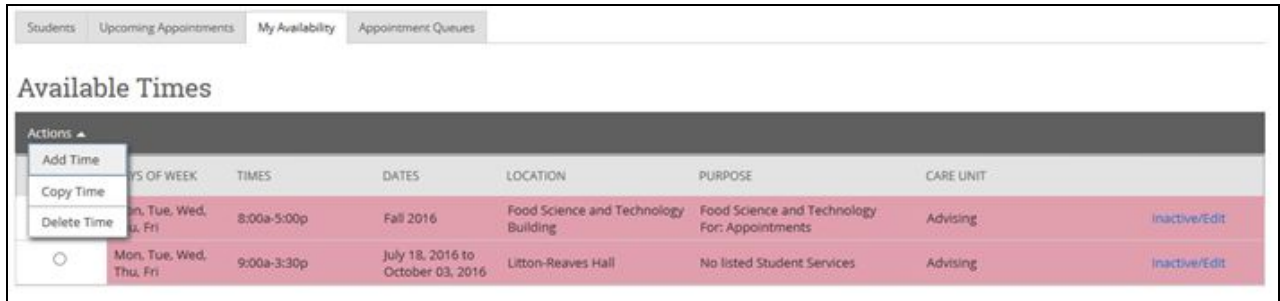 Students Upcoming Appointments My Availability Appointment Queues
Available Times
Actions
Add Time
Copy Time
Delete Time
YS OF WEEK TIMES DATES LOCATION PURPOSE CARE UNIT
on, Tue, Wed, 8:00a-5:00p Fall 2016 Food Science and Technology Food Science and Technology Advising Inactive/Edit
u, Fri Building For: Appointments
Mon, Tue, Wed, 9:00a-3:30p July 18, 2016 to Litton-Reaves Hall No listed Student Services Advising Inactive/Edit
Thu, Fri October 03, 2016